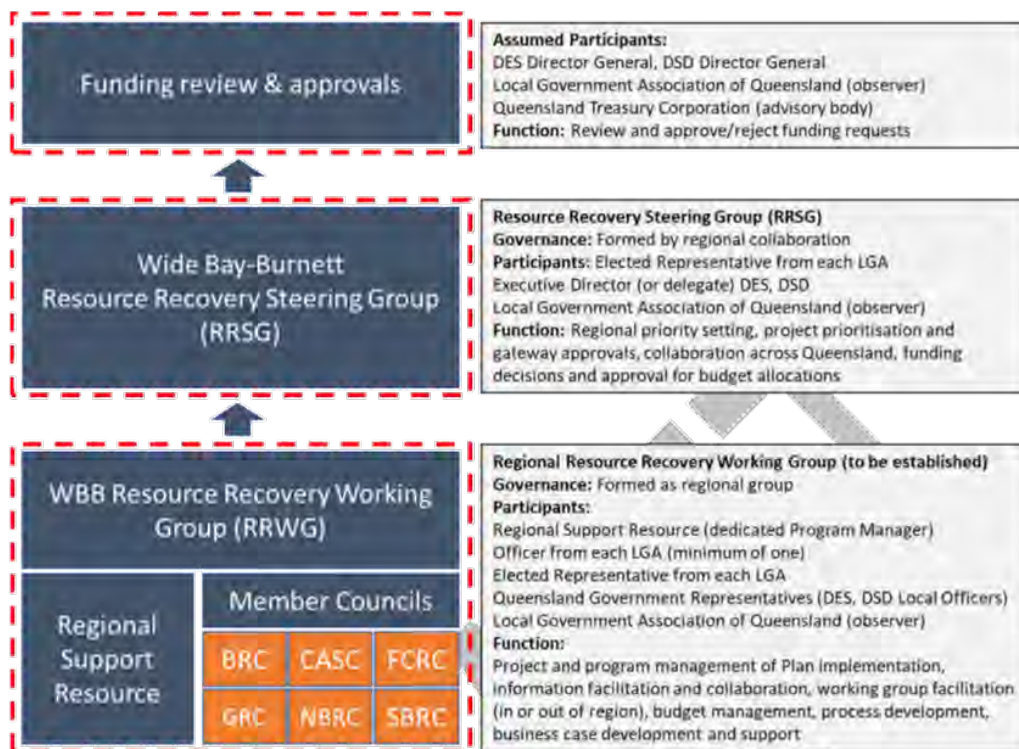 Funding review & approvals
Assumed Participants:
DES Director General, DSD Director General
Local Government Association of Queensland (observer)
Queensland Treasury Corporation (advisory body)
Function: Review and approve/reject funding requests
Wide Bay-Burnett
Resource Recovery Steering Group
(RRSG)
Resource Recovery Steering Group (RRSG)
Governance: Formed by regional collaboration
Participants: Elected Representative from each LGA
Executive Director (or delegate) DES, DSD
Local Government Association of Queensland (observer)
Function: Regional priority setting, project prioritisation and
gateway approvals, collaboration across Queensland, funding
decisions and approval for budget allocations
WBB Resource Recovery Working
Group (RRWG)
Regional
Support
Resource
Member Councils
BRC CASC FCRC
GRC NBRC SBRC
Regional Resource Recovery Working Group (to be established)
Governance: Formed as regional group
Participants:
Regional Support Resource (dedicated Program Manager)
Officer from each LGA (minimum of one)
Elected Representative from each LGA
Queensland Government Representatives (DES, DSD Local Officers)
Local Government Association of Queensland (observer)
Function:
Project and program management of Plan implementation,
information facilitation and collaboration, working group facilitation
(in or out of region), budget management, process development,
business case development and support